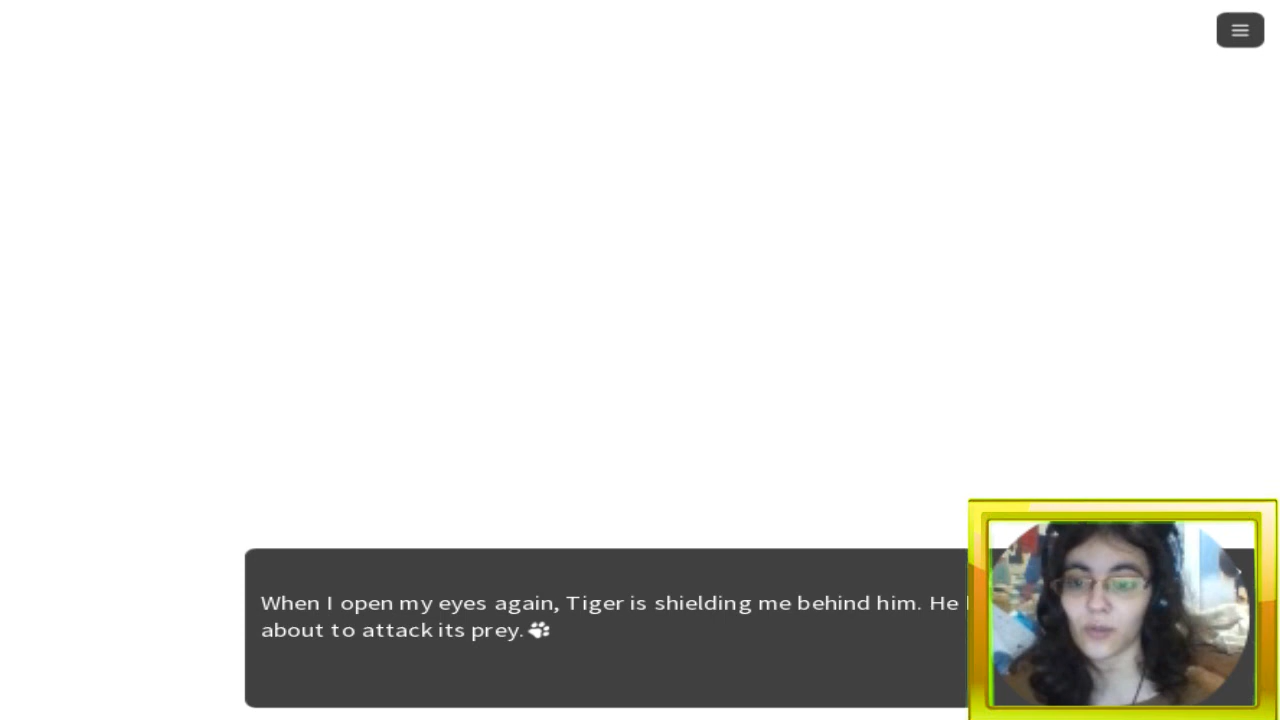 When I open my eyes again, Tiger is shielding me behind him. He
about to attack its prey.